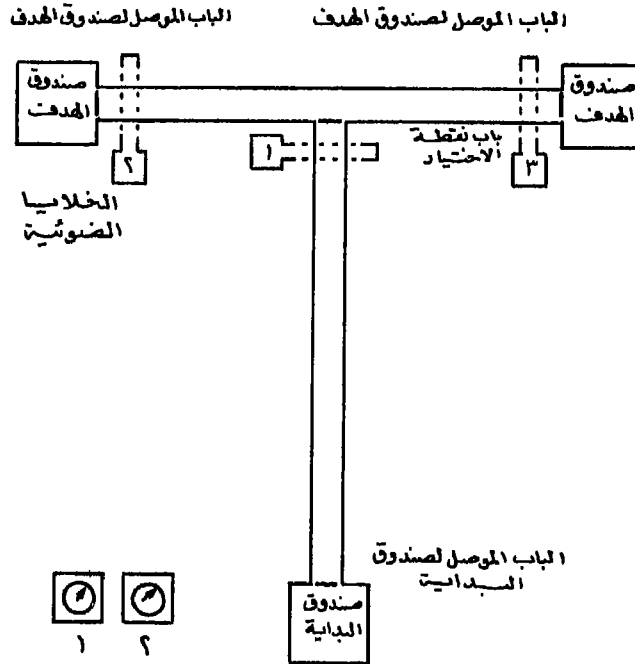 الباب الموصل لصندوق الهدف
الباب الموصل لصندوق الهدف
صندوق
الهدف
صندوق
الهدف
باب نقطة
الاختيار
١
٢
٣
الخلايا
الضوئية
الباب الموصل لصندوق
البداية
صندوق
البداية
١
٢